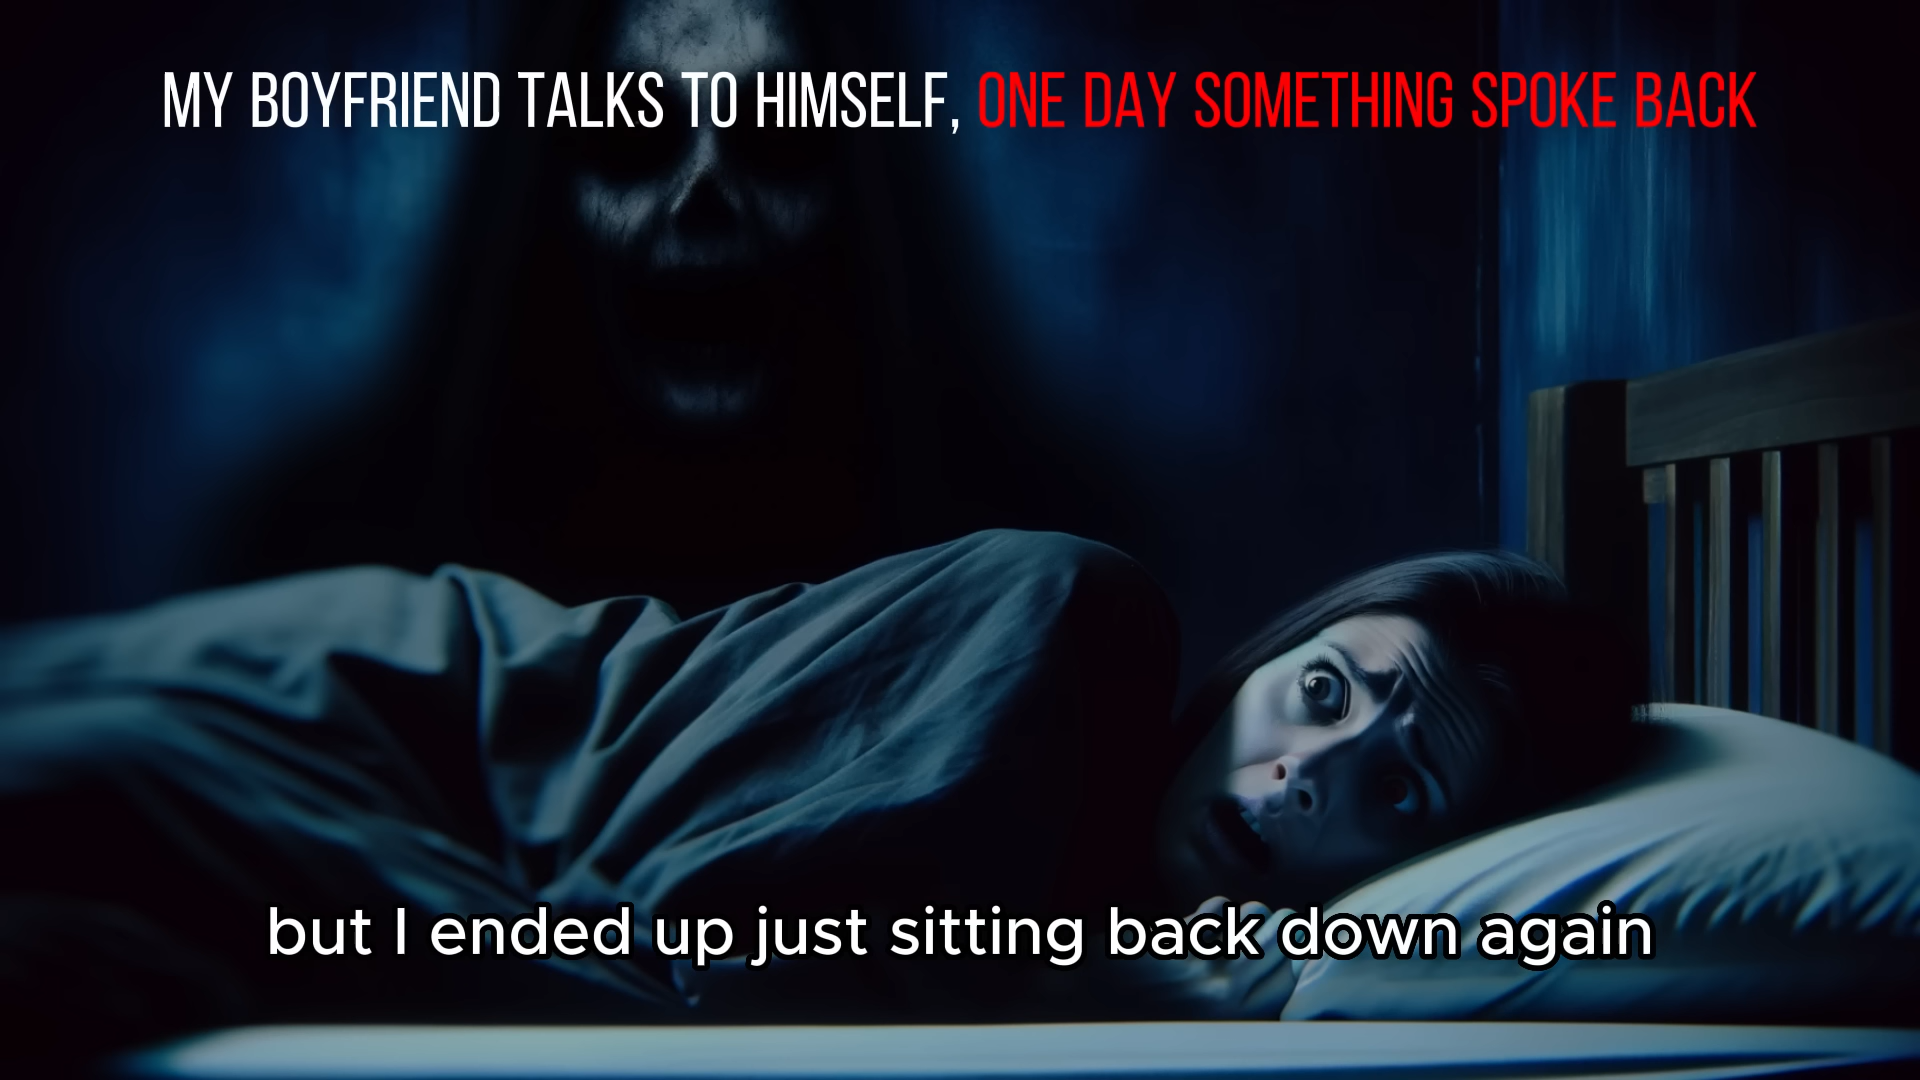 MY BOYFRIEND TALKS TO HIMSELF, ONE DAY SOMETHING SPOKE BACK
but I ended up just sitting back down again